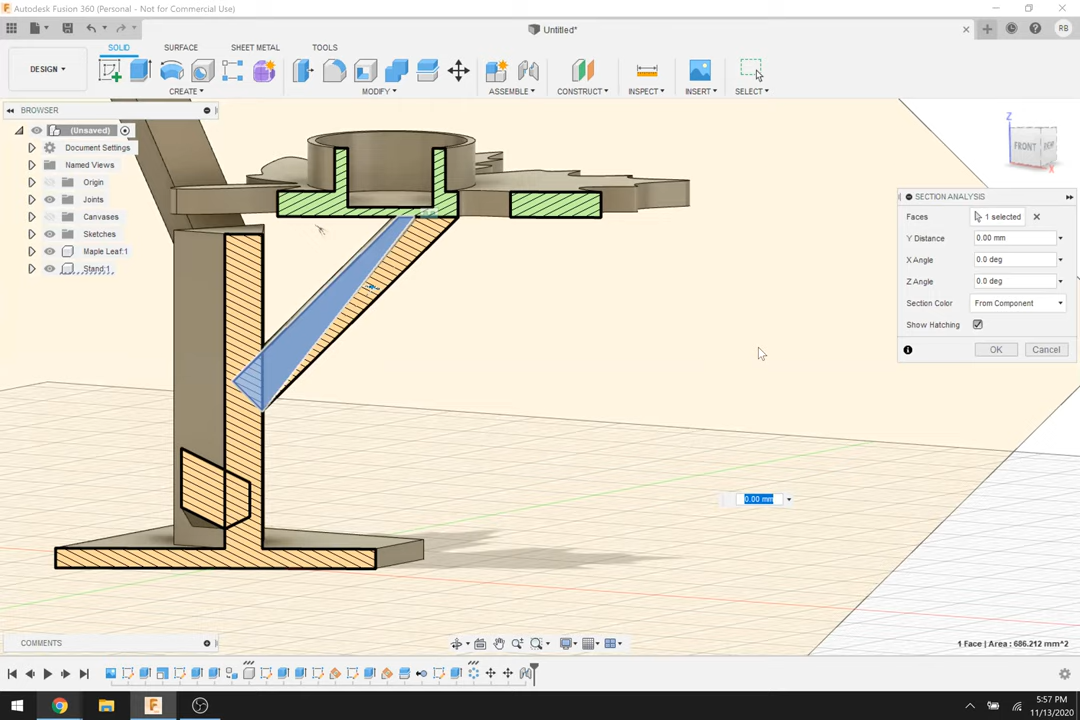 Autodesk Fusion 360 (Personal - Not for Commercial Use)
Untitled*
RB
DESIGN
SOLID
SURFACE
SHEET METAL
TOOLS
CREATE
MODIFY
ASSEMBLE
CONSTRUCT
INSPECT
INSERT
SELECT
BROWSER
(Unsaved)
Document Settings
Named Views
Origin
Joints
Canvases
Sketches
Maple Leaf:1
Stand:1
Z
FRONT
X
SECTION ANALYSIS
Faces
1 selected
Y Distance
0.00 mm
X Angle
0.0 deg
Z Angle
0.0 deg
Section Color
From Component
Show Hatching
OK
Cancel
0.00 mm
COMMENTS
1 Face | Area : 686.212 mm^2
5:57 PM
11/13/2020